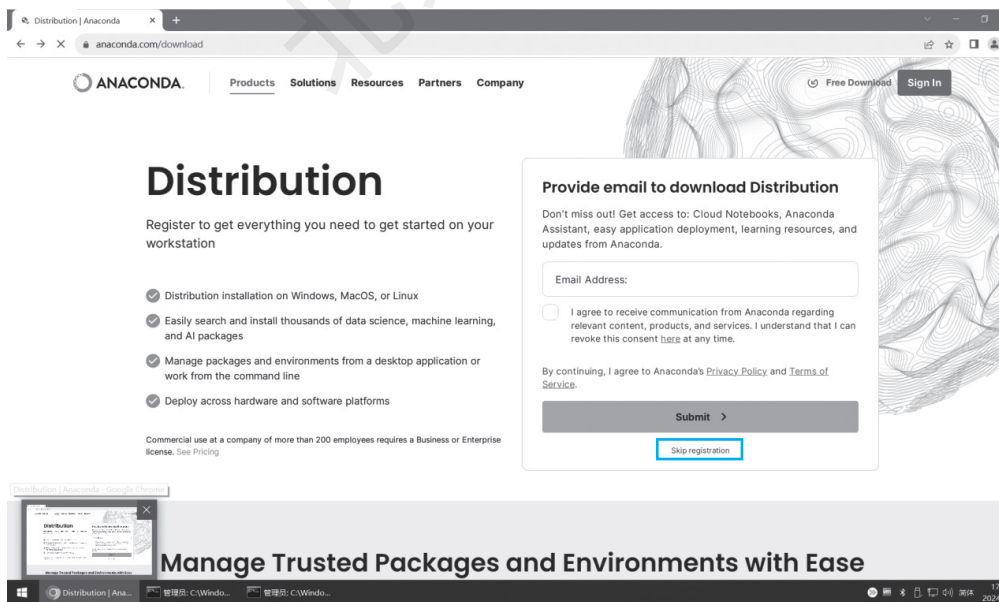 Distribution | Anaconda
anaconda.com/download
ANACONDA.
Products Solutions Resources Partners Company
Free Download
Sign In
Distribution
Register to get everything you need to get started on your
workstation
Distribution installation on Windows, MacOS, or Linux
Easily search and install thousands of data science, machine learning,
and AI packages
Manage packages and environments from a desktop application or
work from the command line
Deploy across hardware and software platforms
Commercial use at a company of more than 200 employees requires a Business or Enterprise
license. See Pricing
Provide email to download Distribution
Don't miss out! Get access to: Cloud Notebooks, Anaconda
Assistant, easy application deployment, learning resources, and
updates from Anaconda.
Email Address:
I agree to receive communication from Anaconda regarding
relevant content, products, and services. I understand that I can
revoke this consent here at any time.
By continuing, I agree to Anaconda's Privacy Policy and Terms of
Service.
Submit >
Skip registration
Distribution | Anaconda - Google Chrome
Distribution
Manage Trusted Packages and Environments with Ease
Distribution | Ana...
管理员: C:\Windo...
管理员: C:\Windo...
简体
17
2024